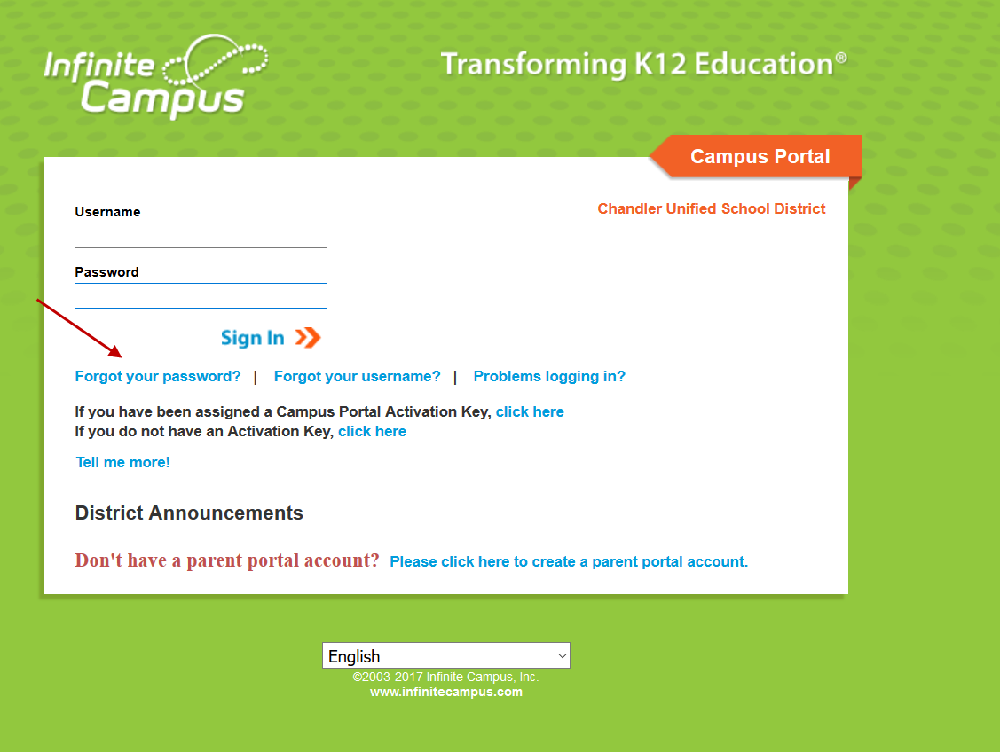 Infinite Campus
Transforming K12 Education®
Campus Portal
Chandler Unified School District
Username
Password
Sign In
Forgot your password? | Forgot your username? | Problems logging in?
If you have been assigned a Campus Portal Activation Key, click here
If you do not have an Activation Key, click here
Tell me more!
District Announcements
Don't have a parent portal account? Please click here to create a parent portal account.
English
©2003-2017 Infinite Campus, Inc.
www.infinitecampus.com